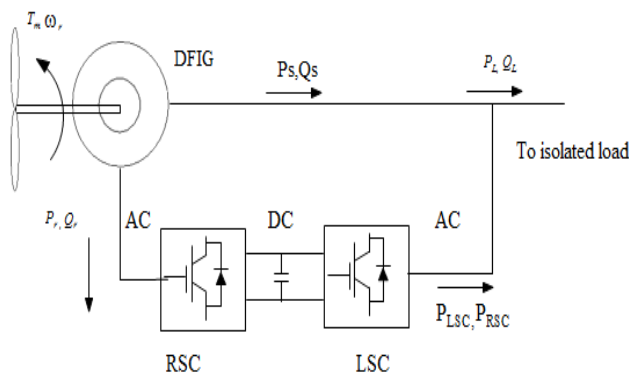 Tm ωr
DFIG
Ps,Qs
PL, QL
To isolated load
Pr, Qr
AC
DC
AC
PLSC,PRSC
RSC
LSC